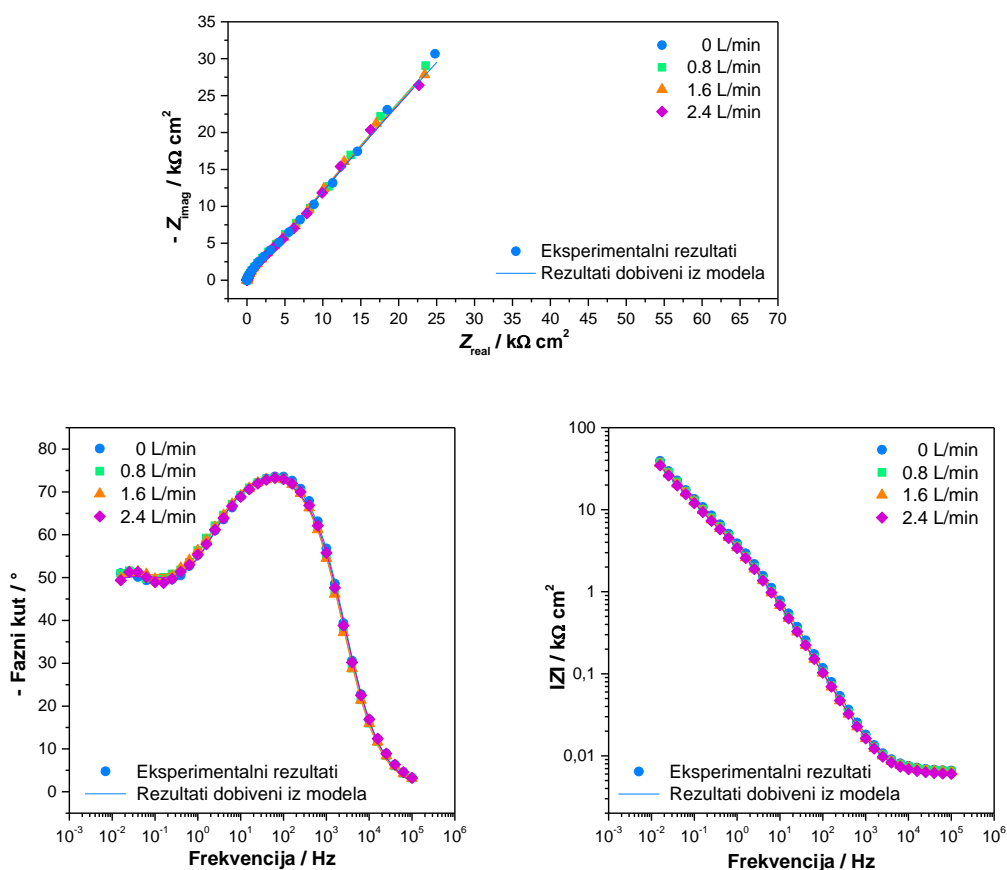 35
30
25
20
15
10
5
0
- Zimag / kΩ cm²
0 L/min
0.8 L/min
1.6 L/min
2.4 L/min
Eksperimentalni rezultati
Rezultati dobiveni iz modela
0 5 10 15 20 25 30 35 40 45 50 55 60 65 70
Zreal / kΩ cm²
80
70
60
50
40
30
20
10
0
- Fazni kut / °
0 L/min
0.8 L/min
1.6 L/min
2.4 L/min
Eksperimentalni rezultati
Rezultati dobiveni iz modela
10⁻³ 10⁻² 10⁻¹ 10⁰ 10¹ 10² 10³ 10⁴ 10⁵ 10⁶
Frekvencija / Hz
100
10
1
0,1
0,01
|Z| / kΩ cm²
0 L/min
0.8 L/min
1.6 L/min
2.4 L/min
Eksperimentalni rezultati
Rezultati dobiveni iz modela
10⁻³ 10⁻² 10⁻¹ 10⁰ 10¹ 10² 10³ 10⁴ 10⁵ 10⁶
Frekvencija / Hz